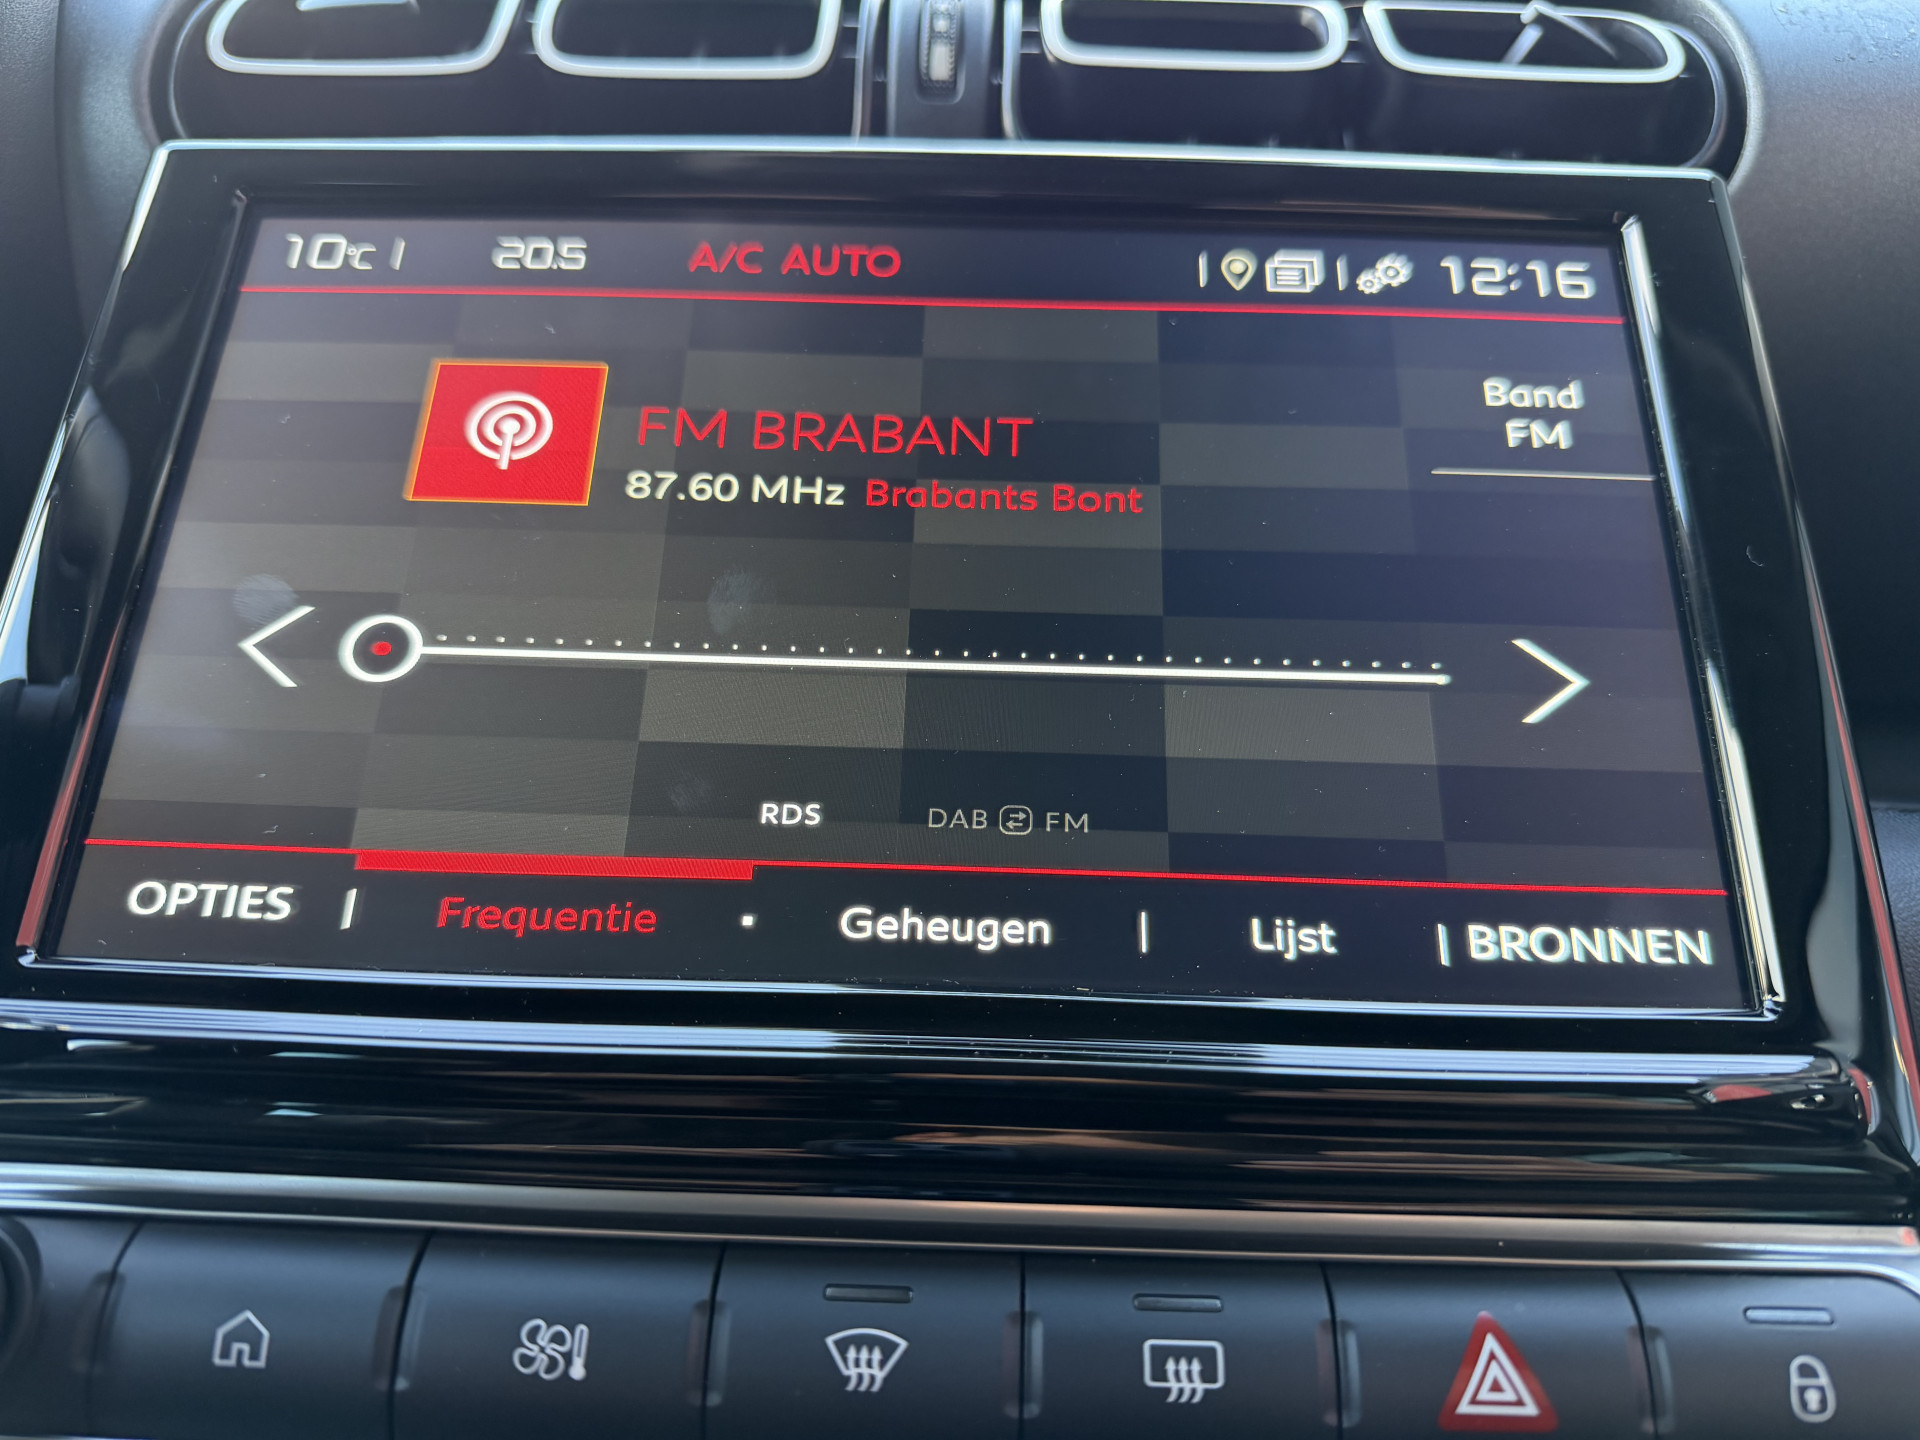 10°C | 20.5 A/C AUTO | | 12:16
Band
FM
FM BRABANT
87.60 MHz Brabants Bont
RDS DAB FM
OPTIES | Frequentie · Geheugen | Lijst | BRONNEN